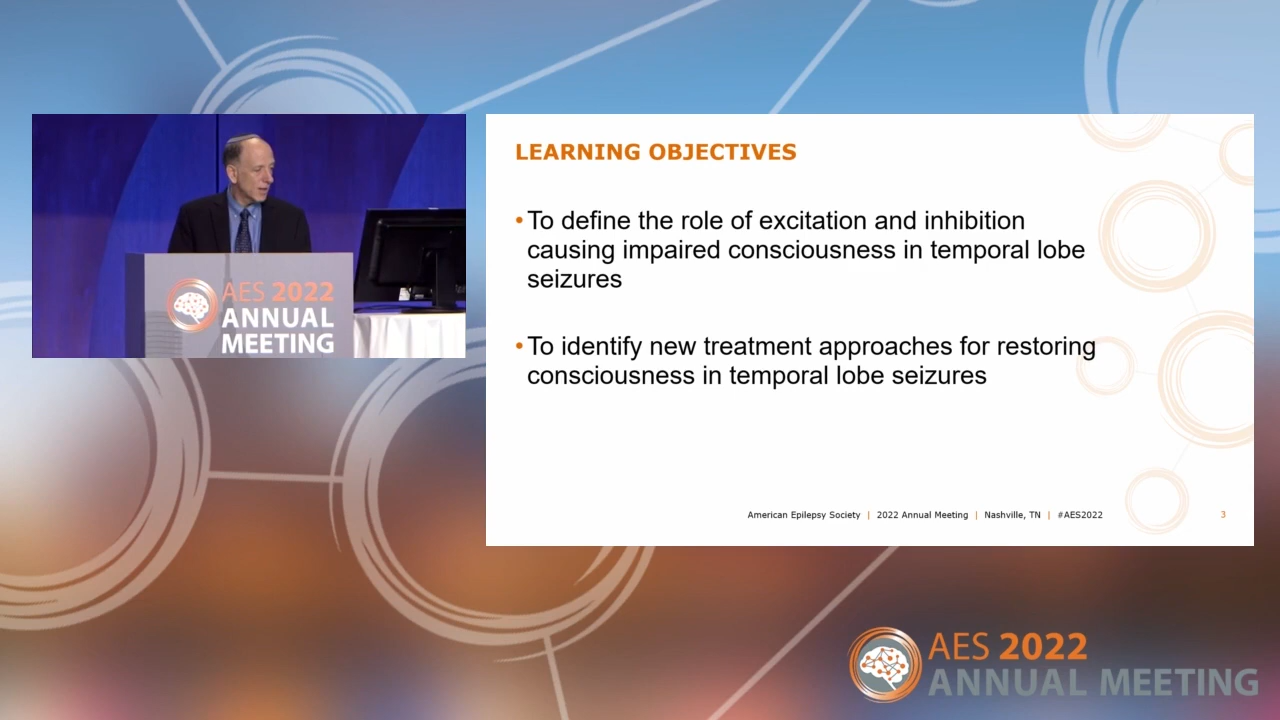 AES 2022
ANNUAL
MEETING
LEARNING OBJECTIVES
•To define the role of excitation and inhibition
causing impaired consciousness in temporal lobe
seizures
•To identify new treatment approaches for restoring
consciousness in temporal lobe seizures
American Epilepsy Society | 2022 Annual Meeting | Nashville, TN | #AES2022 3
AES 2022
ANNUAL MEETING